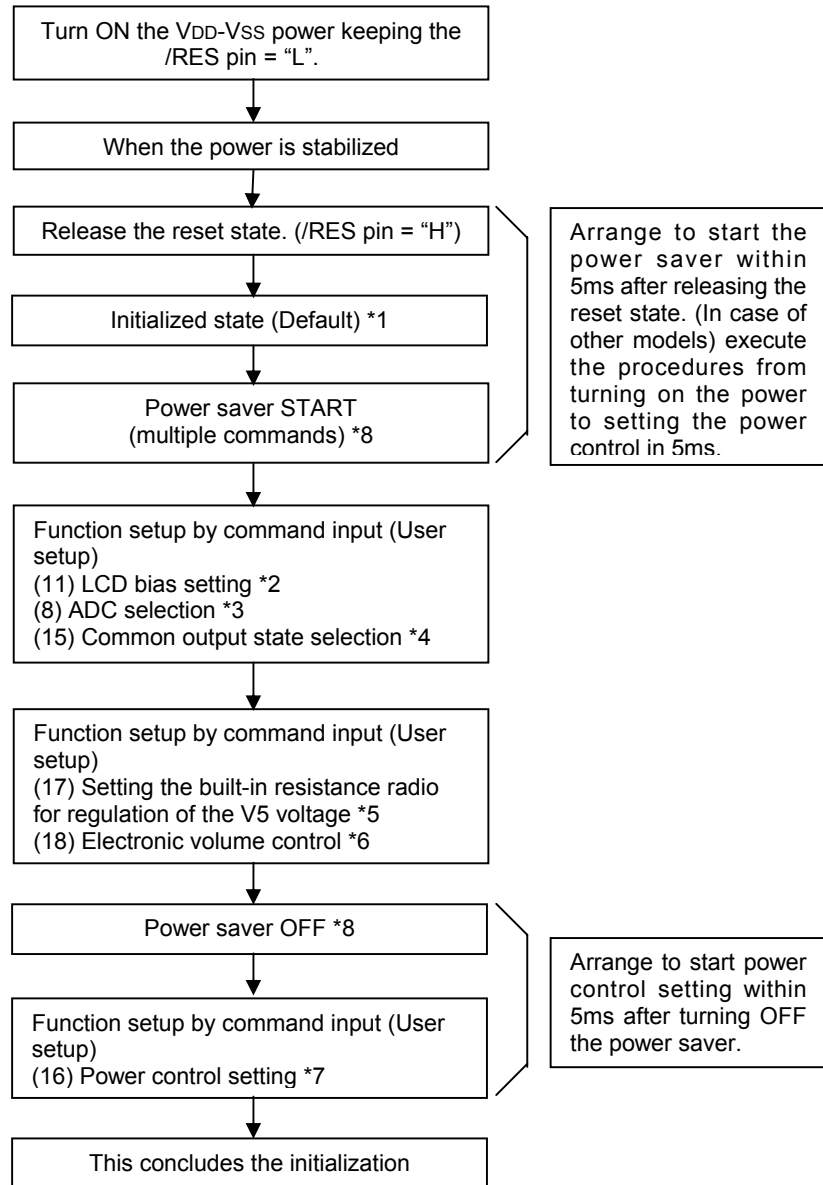 Turn ON the VDD-VSS power keeping the
/RES pin = “L”.
When the power is stabilized
Release the reset state. (/RES pin = “H”)
Initialized state (Default) *1
Power saver START
(multiple commands) *8
Arrange to start the
power saver within
5ms after releasing the
reset state. (In case of
other models) execute
the procedures from
turning on the power
to setting the power
control in 5ms.
Function setup by command input (User
setup)
(11) LCD bias setting *2
(8) ADC selection *3
(15) Common output state selection *4
Function setup by command input (User
setup)
(17) Setting the built-in resistance radio
for regulation of the V5 voltage *5
(18) Electronic volume control *6
Power saver OFF *8
Function setup by command input (User
setup)
(16) Power control setting *7
Arrange to start power
control setting within
5ms after turning OFF
the power saver.
This concludes the initialization